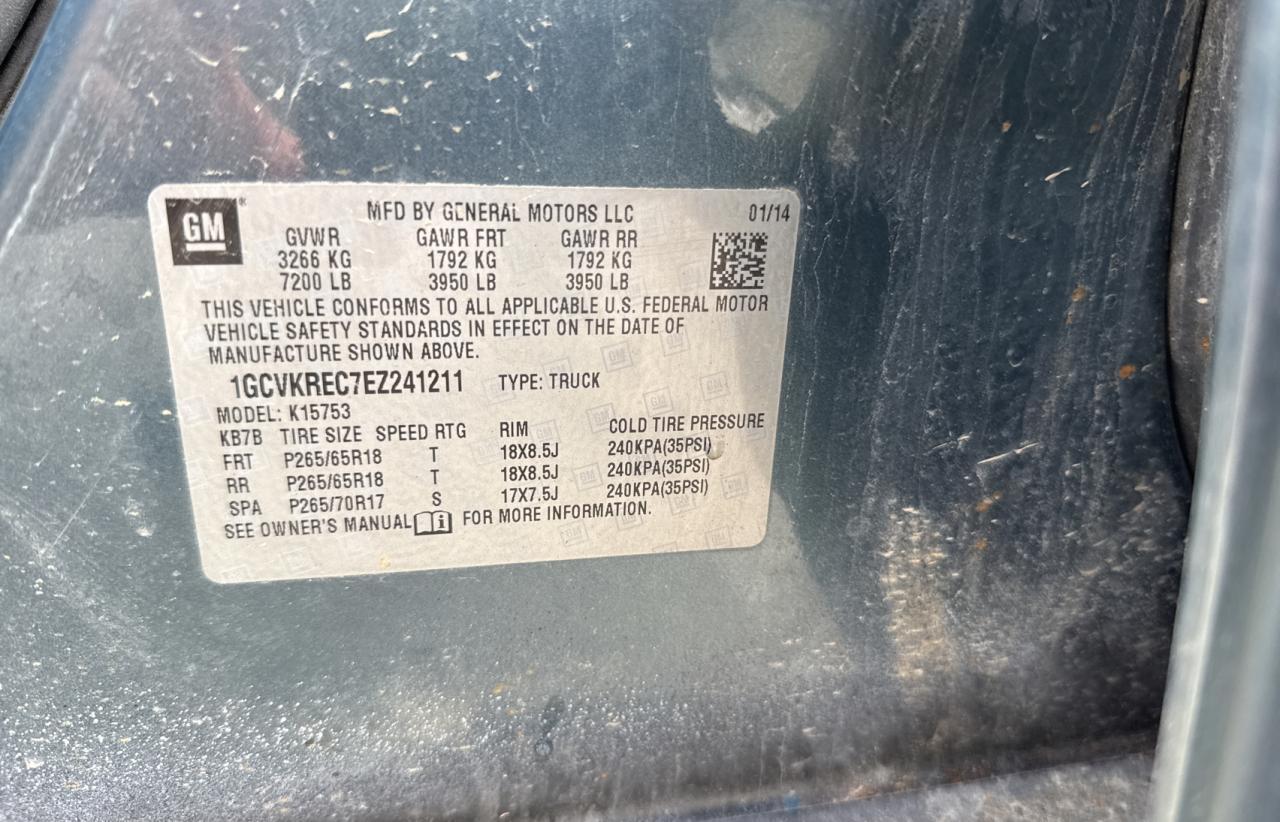 GM ® MFD BY GENERAL MOTORS LLC 01/14
GVWR GAWR FRT GAWR RR
3266 KG 1792 KG 1792 KG
7200 LB 3950 LB 3950 LB
THIS VEHICLE CONFORMS TO ALL APPLICABLE U.S. FEDERAL MOTOR
VEHICLE SAFETY STANDARDS IN EFFECT ON THE DATE OF
MANUFACTURE SHOWN ABOVE.
1GCVKREC7EZ241211 TYPE: TRUCK
MODEL: K15753
KB7B TIRE SIZE SPEED RTG RIM COLD TIRE PRESSURE
FRT P265/65R18 T 18X8.5J 240KPA(35PSI)
RR P265/65R18 T 18X8.5J 240KPA(35PSI)
SPA P265/70R17 S 17X7.5J 240KPA(35PSI)
SEE OWNER'S MANUAL i FOR MORE INFORMATION.